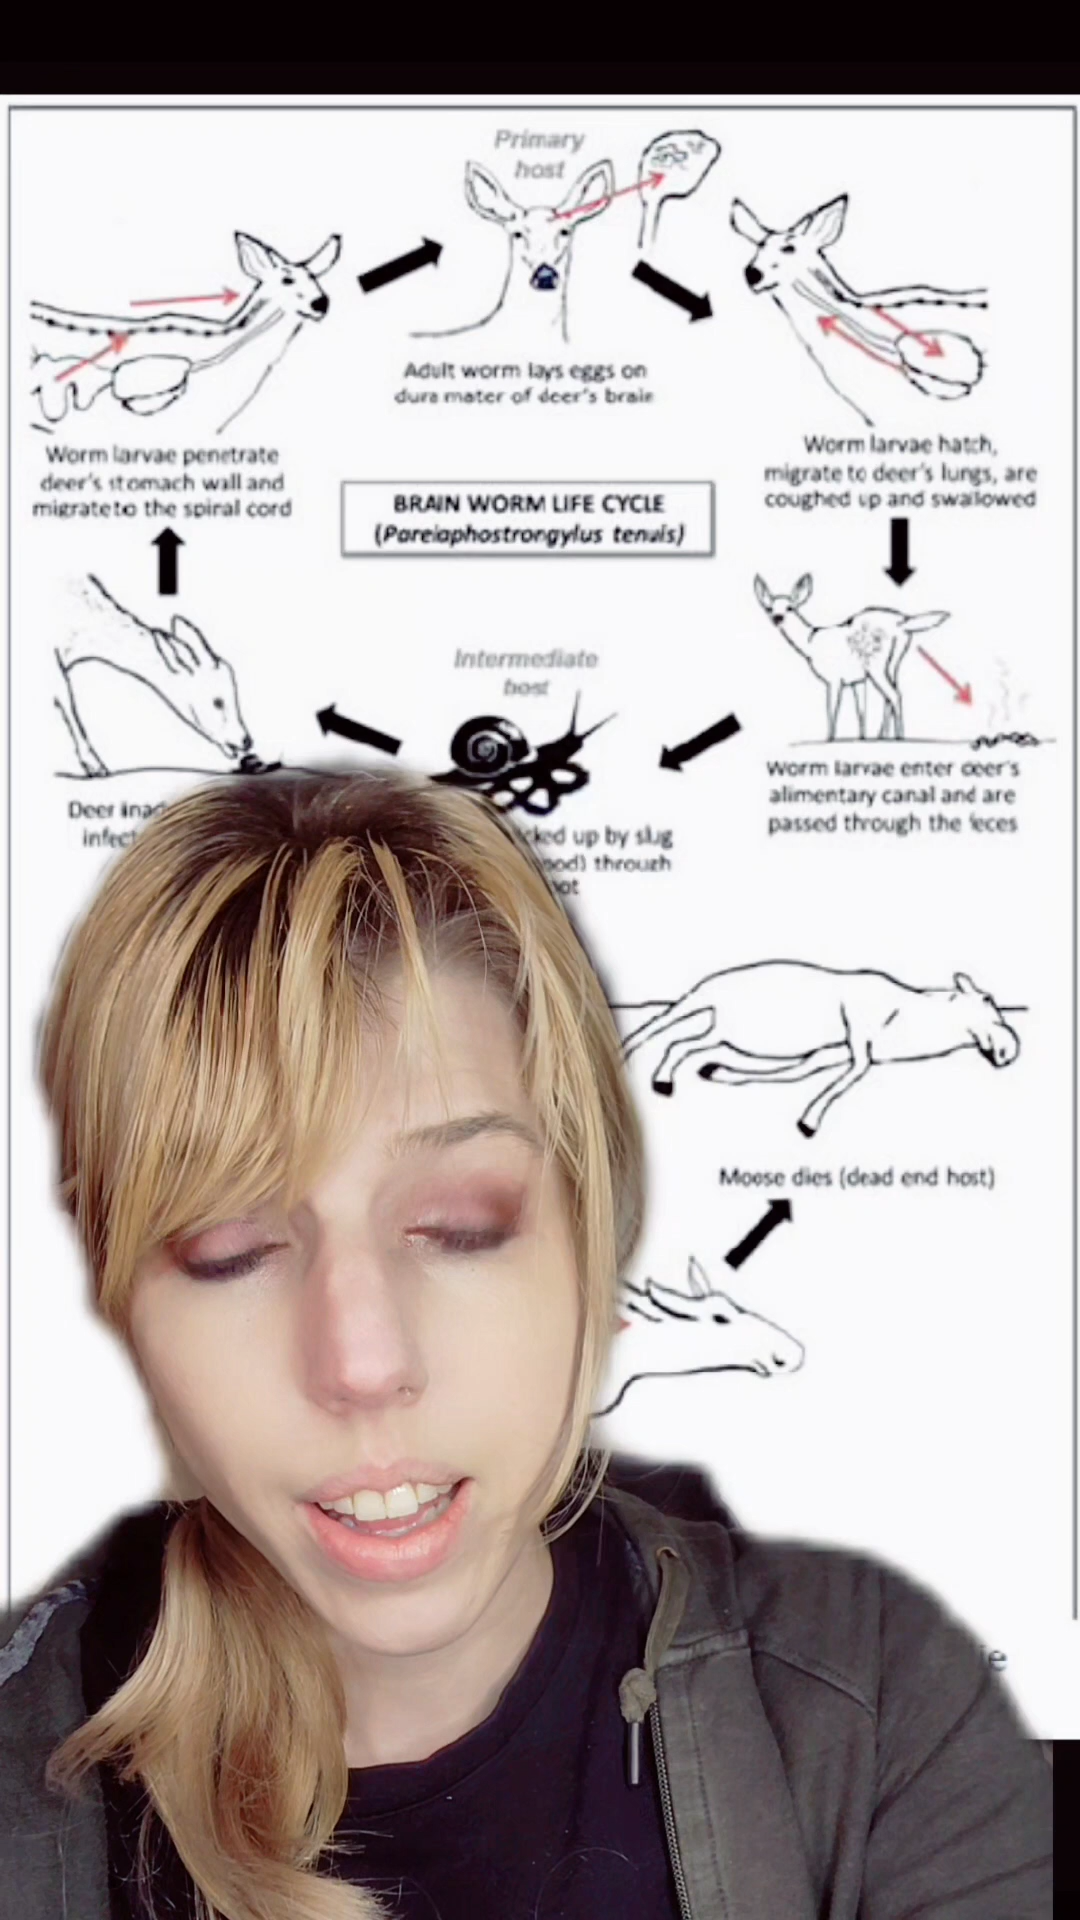 Primary
host
Adult worm lays eggs on
dura mater of deer's brain
Worm larvae hatch,
migrate to deer's lungs, are
coughed up and swallowed
Worm larvae penetrate
deer's stomach wall and
migrate to the spiral cord
BRAIN WORM LIFE CYCLE
(Parelaphostrongylus tenuis)
Intermediate
host
Worm larvae enter deer's
alimentary canal and are
passed through the feces
Deer
infect
up by slug
through
Moose dies (dead end host)